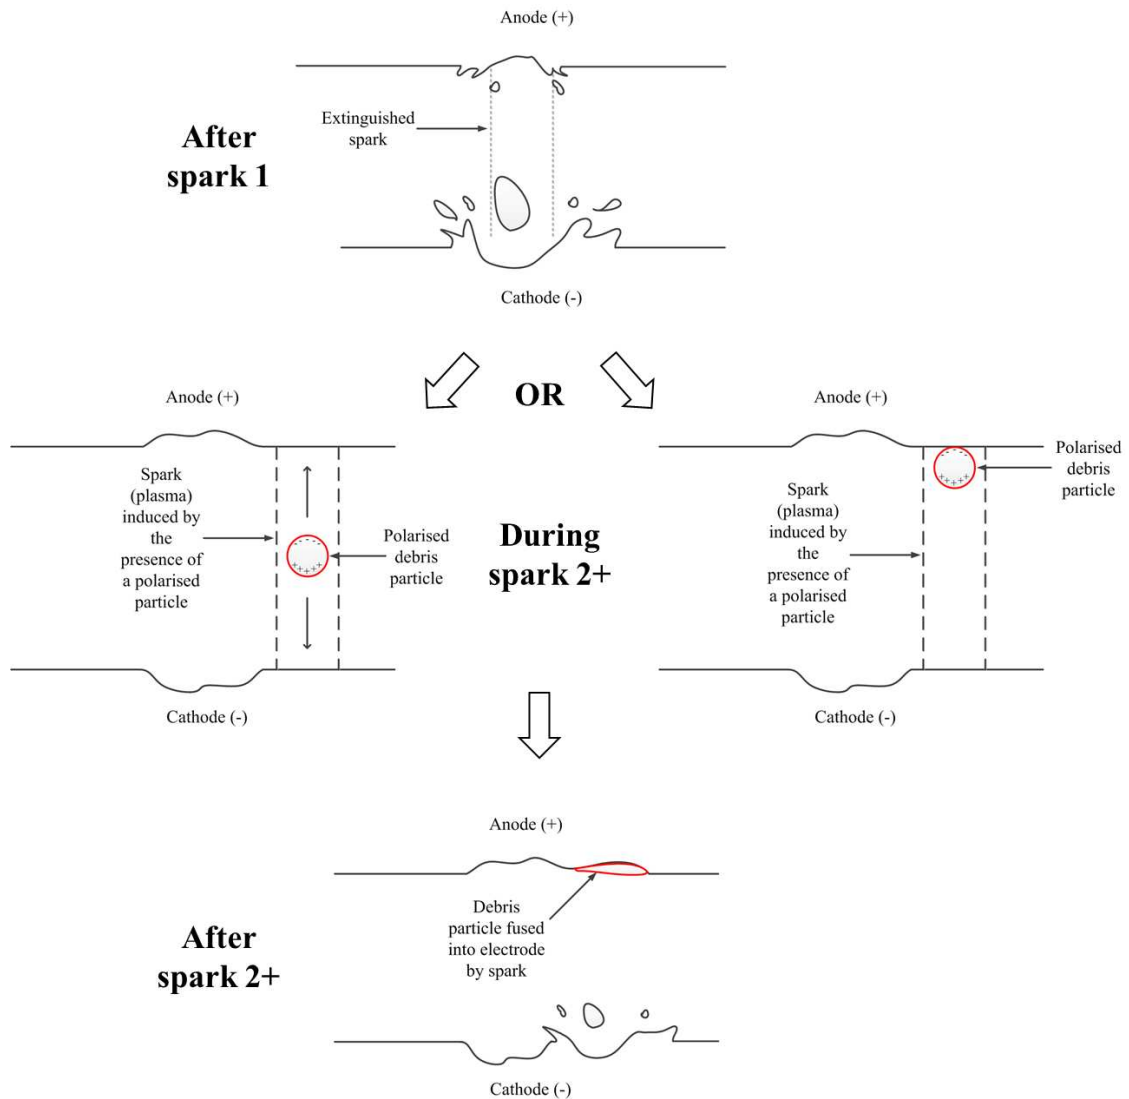 Anode (+)
Extinguished
spark
After
spark 1
Cathode (-)
OR
Anode (+)
Spark
(plasma)
induced by
the
presence of
a polarised
particle
Polarised
debris
particle
Cathode (-)
During
spark 2+
Anode (+)
Polarised
debris
particle
Spark
(plasma)
induced by
the
presence of
a polarised
particle
Cathode (-)
Anode (+)
Debris
particle fused
into electrode
by spark
After
spark 2+
Cathode (-)